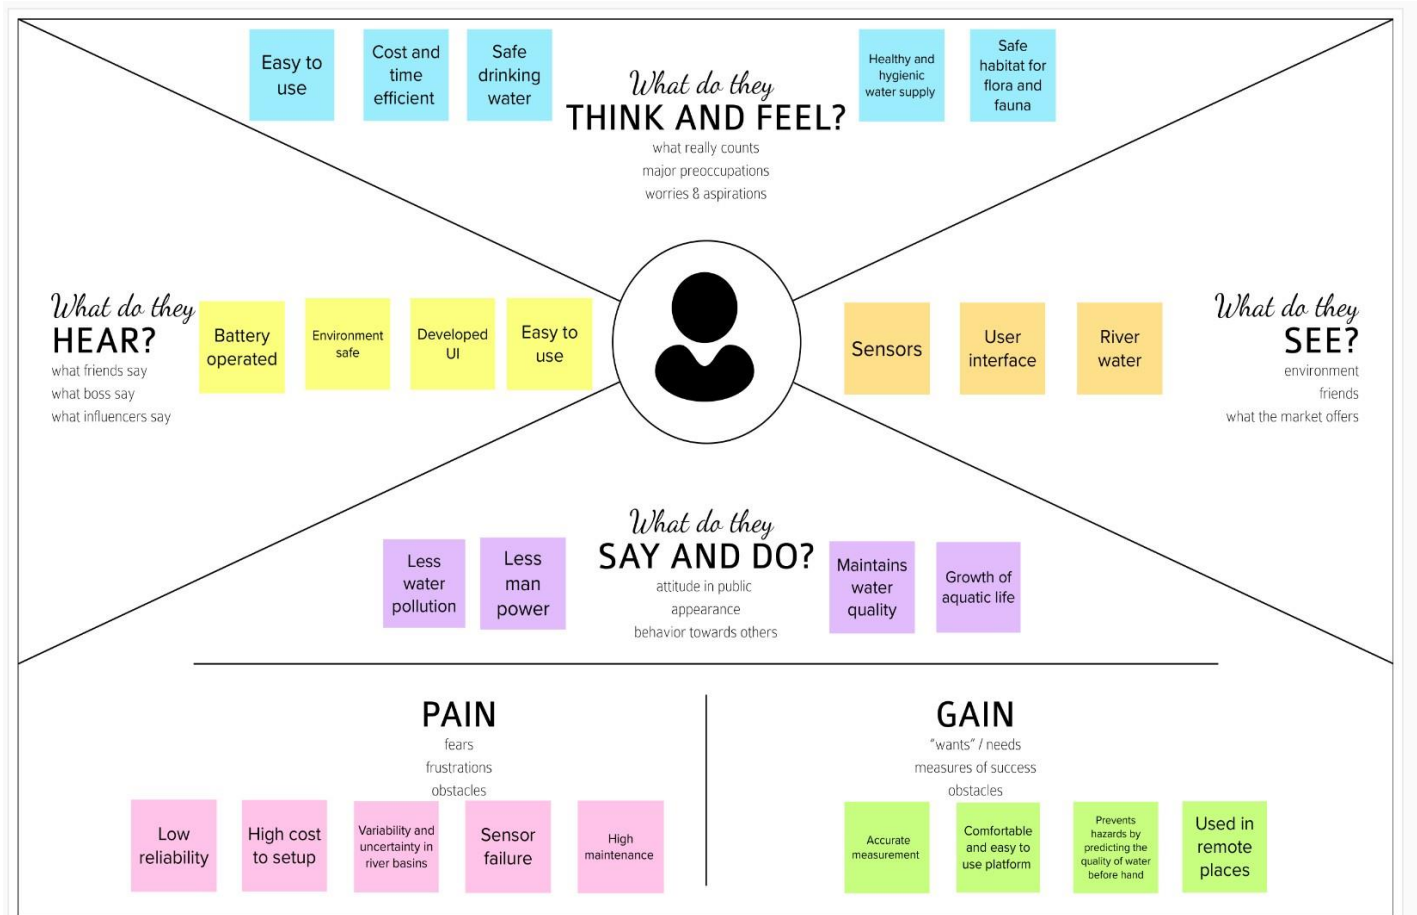 Easy to
use
Cost and
time
efficient
Safe
drinking
water
What do they
THINK AND FEEL?
what really counts
major preoccupations
worries & aspirations
Healthy and
hygienic
water supply
Safe
habitat for
flora and
fauna
What do they
HEAR?
what friends say
what boss say
what influencers say
Battery
operated
Environment
safe
Developed
UI
Easy to
use
Sensors
User
interface
River
water
What do they
SEE?
environment
friends
what the market offers
Less
water
pollution
Less
man
power
What do they
SAY AND DO?
attitude in public
appearance
behavior towards others
Maintains
water
quality
Growth of
aquatic life
PAIN
fears
frustrations
obstacles
Low
reliability
High cost
to setup
Variability and
uncertainty in
river basins
Sensor
failure
High
maintenance
GAIN
"wants" / needs
measures of success
obstacles
Accurate
measurement
Comfortable
and easy to
use platform
Prevents
hazards by
predicting the
quality of water
before hand
Used in
remote
places